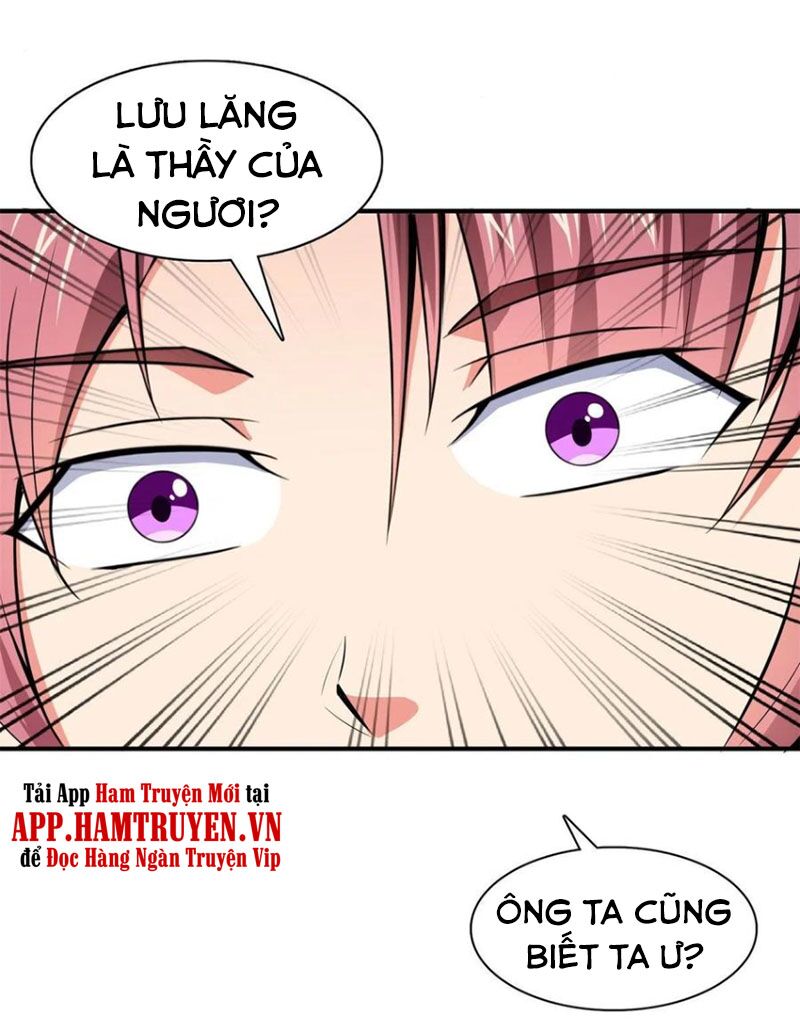 LƯU LĂNG
LÀ THẦY CỦA
NGƯƠI?
Tải App Ham Truyện Mới tại
APP.HAMTRUYEN.VN
để Đọc Hàng Ngàn Truyện Vip
ÔNG TA CŨNG
BIẾT TA Ư?